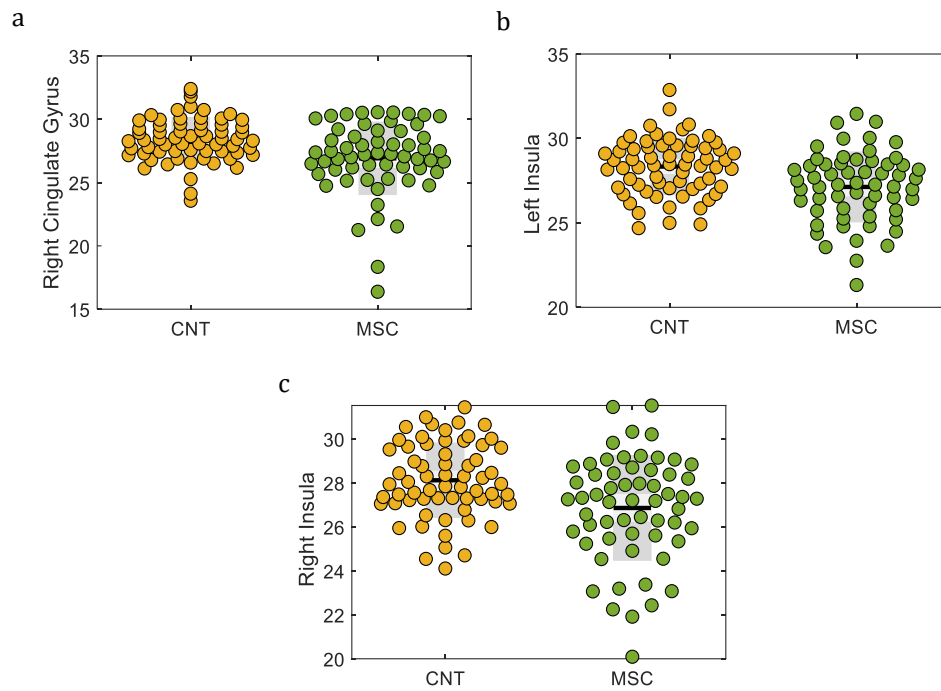 a
35
30
25
20
15
Right Cingulate Gyrus
CNT
MSC
b
35
30
25
20
Left Insula
CNT
MSC
c
30
28
26
24
22
20
Right Insula
CNT
MSC